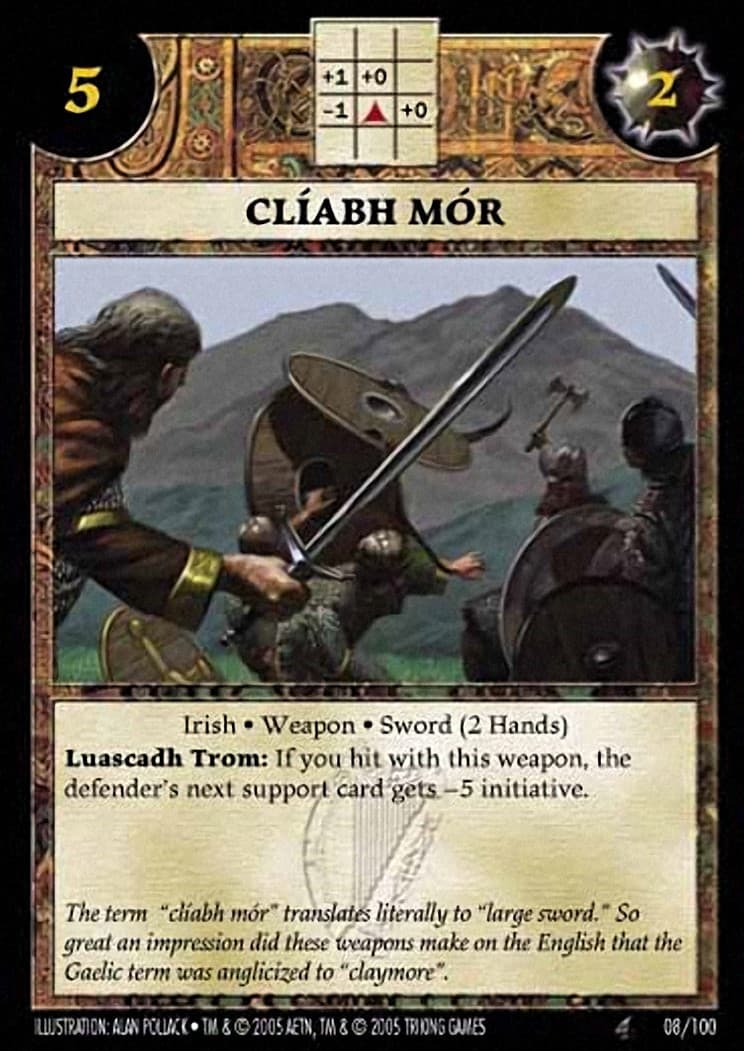 5
+1 +0
-1 +0
2
CLÍABH MÓR
Irish • Weapon • Sword (2 Hands)
Luascadh Trom: If you hit with this weapon, the
defender's next support card gets –5 initiative.
The term "clíabh mór" translates literally to "large sword." So
great an impression did these weapons make on the English that the
Gaelic term was anglicized to "claymore".
ILLUSTRATION: ALAN POLLACK • TM & © 2005 AETN, TM & © 2005 TRIKING GAMES
4 08/100